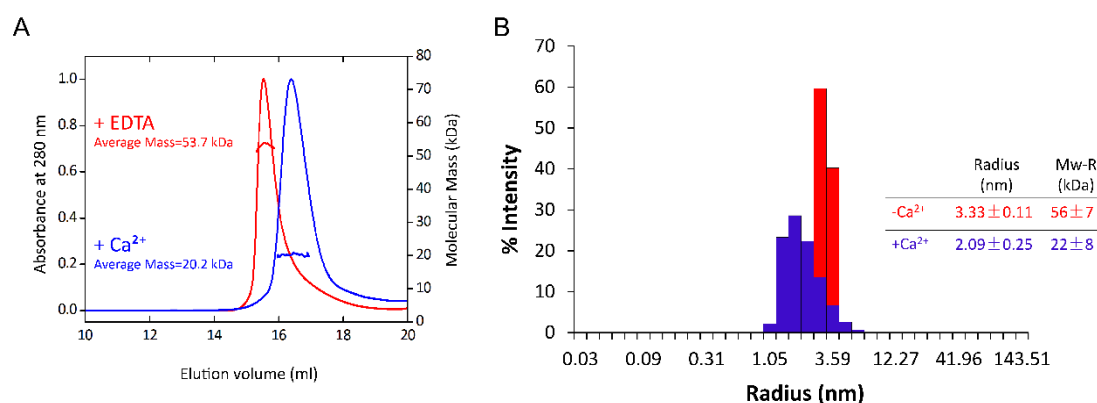 A
Absorbance at 280 nm
1.0
0.8
0.6
0.4
0.2
0.0
+ EDTA
Average Mass=53.7 kDa
+ Ca²⁺
Average Mass=20.2 kDa
80
70
60
50
40
30
20
10
0
Molecular Mass (kDa)
10 12 14 16 18 20
Elution volume (ml)
B
% Intensity
70
60
50
40
30
20
10
0
Radius Mw-R
(nm) (kDa)
-Ca²⁺ 3.33±0.11 56±7
+Ca²⁺ 2.09±0.25 22±8
0.03 0.09 0.31 1.05 3.59 12.27 41.96 143.51
Radius (nm)